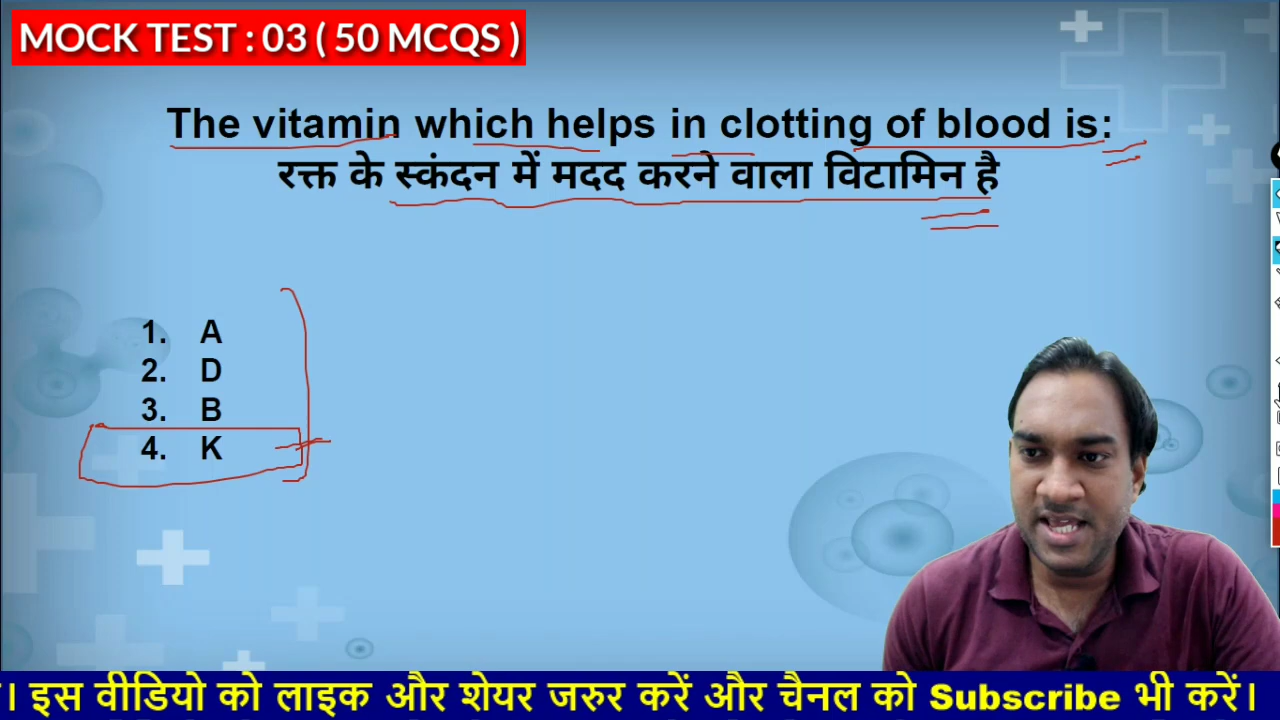 MOCK TEST : 03 ( 50 MCQS )
The vitamin which helps in clotting of blood is:
रक्त के स्कंदन में मदद करने वाला विटामिन है
1. A
2. D
3. B
4. K
। इस वीडियो को लाइक और शेयर जरुर करें और चैनल को Subscribe भी करें।